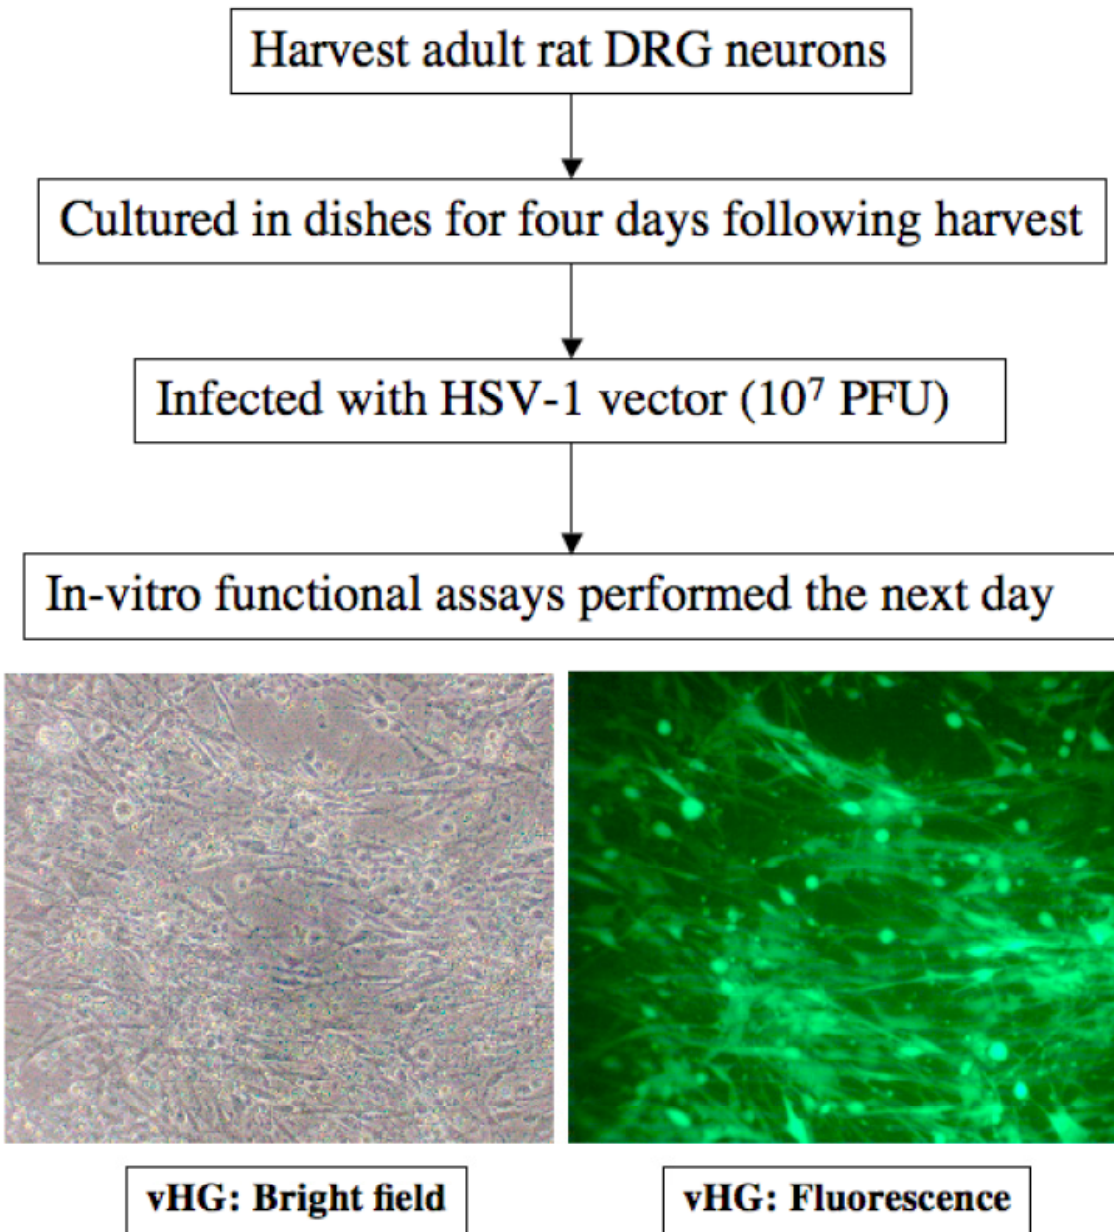 Harvest adult rat DRG neurons
Cultured in dishes for four days following harvest
Infected with HSV-1 vector (10⁷ PFU)
In-vitro functional assays performed the next day
vHG: Bright field
vHG: Fluorescence